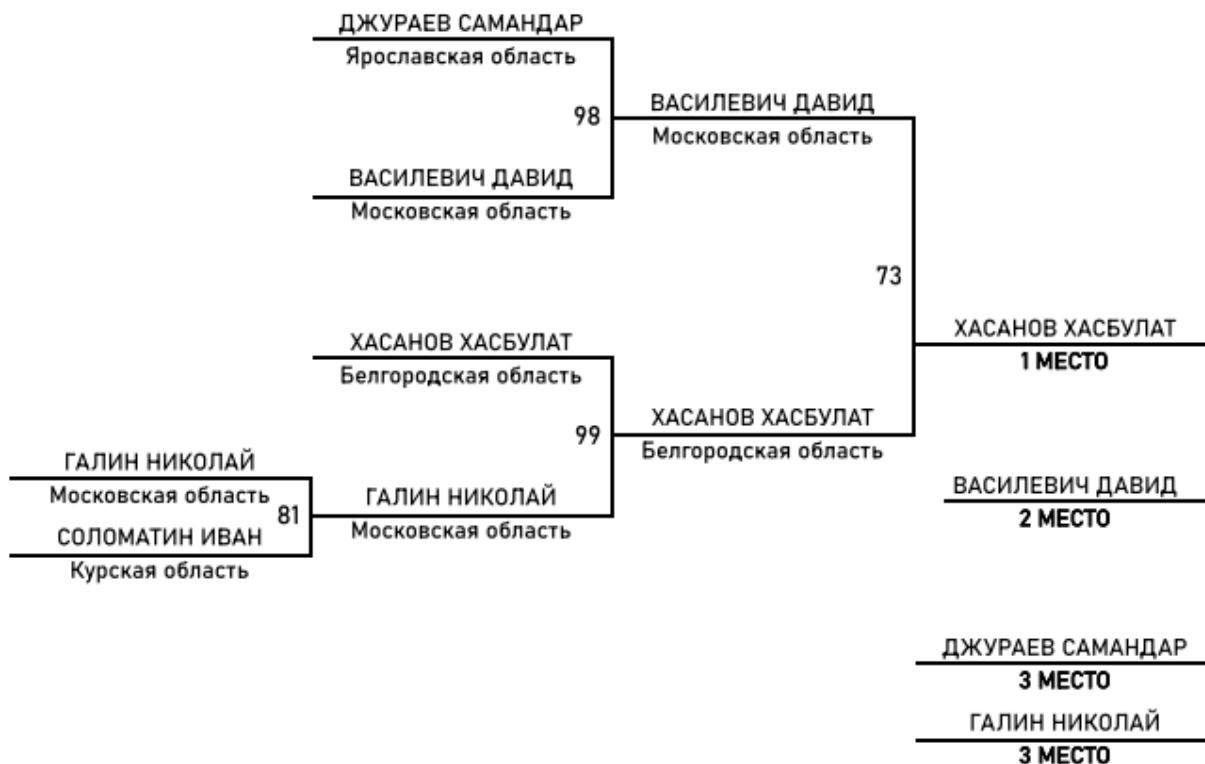 ДЖУРАЕВ САМАНДАР
Ярославская область
98
ВАСИЛЕВИЧ ДАВИД
Московская область
ВАСИЛЕВИЧ ДАВИД
Московская область
73
ХАСАНОВ ХАСБУЛАТ
1 МЕСТО
ХАСАНОВ ХАСБУЛАТ
Белгородская область
99
ХАСАНОВ ХАСБУЛАТ
Белгородская область
ГАЛИН НИКОЛАЙ
Московская область
81
СОЛОМАТИН ИВАН
Курская область
ГАЛИН НИКОЛАЙ
Московская область
ВАСИЛЕВИЧ ДАВИД
2 МЕСТО
ДЖУРАЕВ САМАНДАР
3 МЕСТО
ГАЛИН НИКОЛАЙ
3 МЕСТО